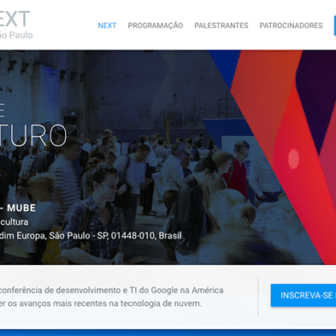 EXT
NEXT PROGRAMAÇÃO PALESTRANTES PATROCINADORES
ão Paulo
E
TURO
- MUBE
cultura
dim Europa, São Paulo - SP, 01448-010, Brasil
conferência de desenvolvimento e TI do Google na América
er os avanços mais recentes na tecnologia de nuvem.
INSCREVA-SE